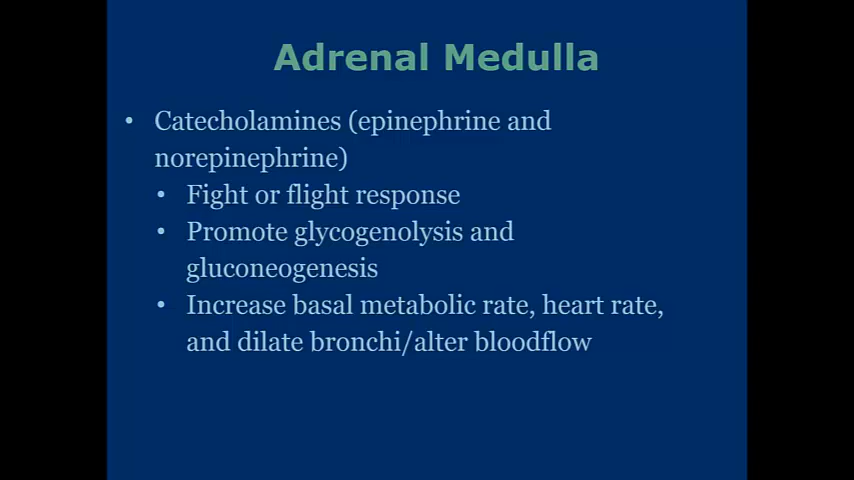 Adrenal Medulla
• Catecholamines (epinephrine and
norepinephrine)
• Fight or flight response
• Promote glycogenolysis and
gluconeogenesis
• Increase basal metabolic rate, heart rate,
and dilate bronchi/alter bloodflow